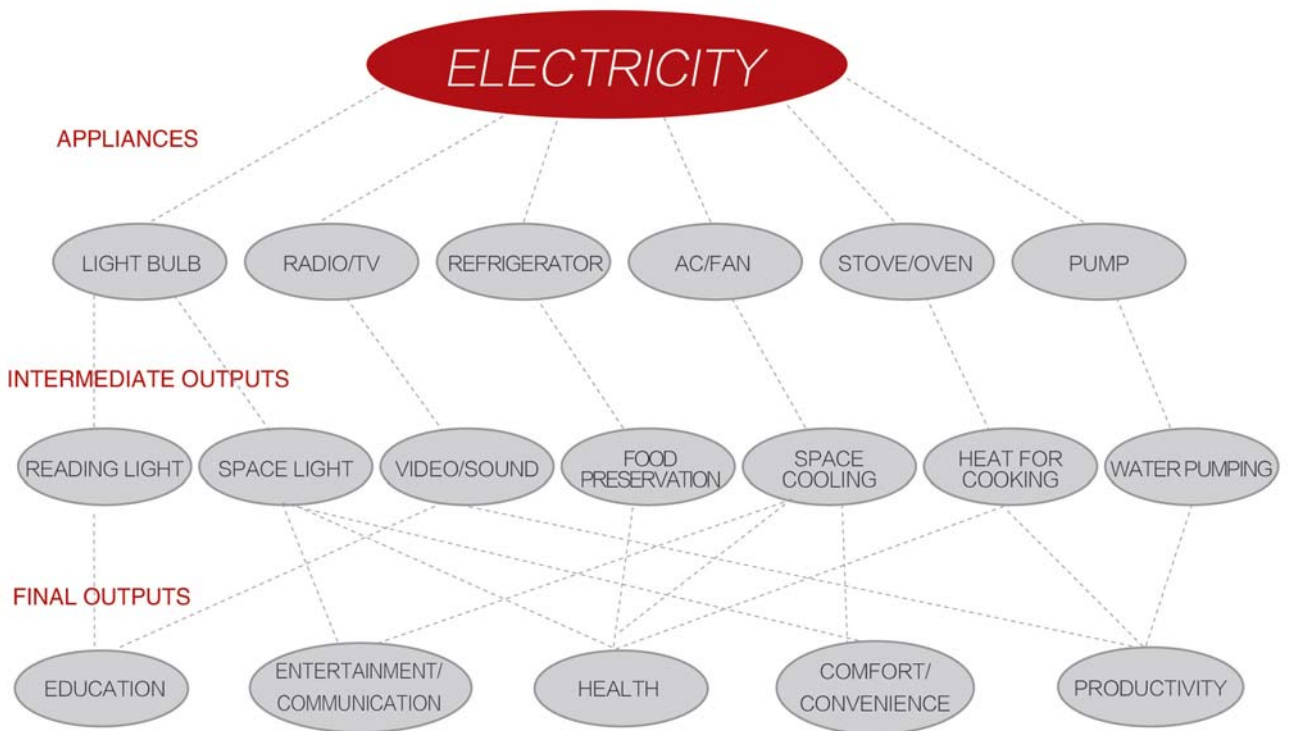 ELECTRICITY
APPLIANCES
LIGHT BULB
RADIO/TV
REFRIGERATOR
AC/FAN
STOVE/OVEN
PUMP
INTERMEDIATE OUTPUTS
READING LIGHT
SPACE LIGHT
VIDEO/SOUND
FOOD
PRESERVATION
SPACE
COOLING
HEAT FOR
COOKING
WATER PUMPING
FINAL OUTPUTS
EDUCATION
ENTERTAINMENT/
COMMUNICATION
HEALTH
COMFORT/
CONVENIENCE
PRODUCTIVITY